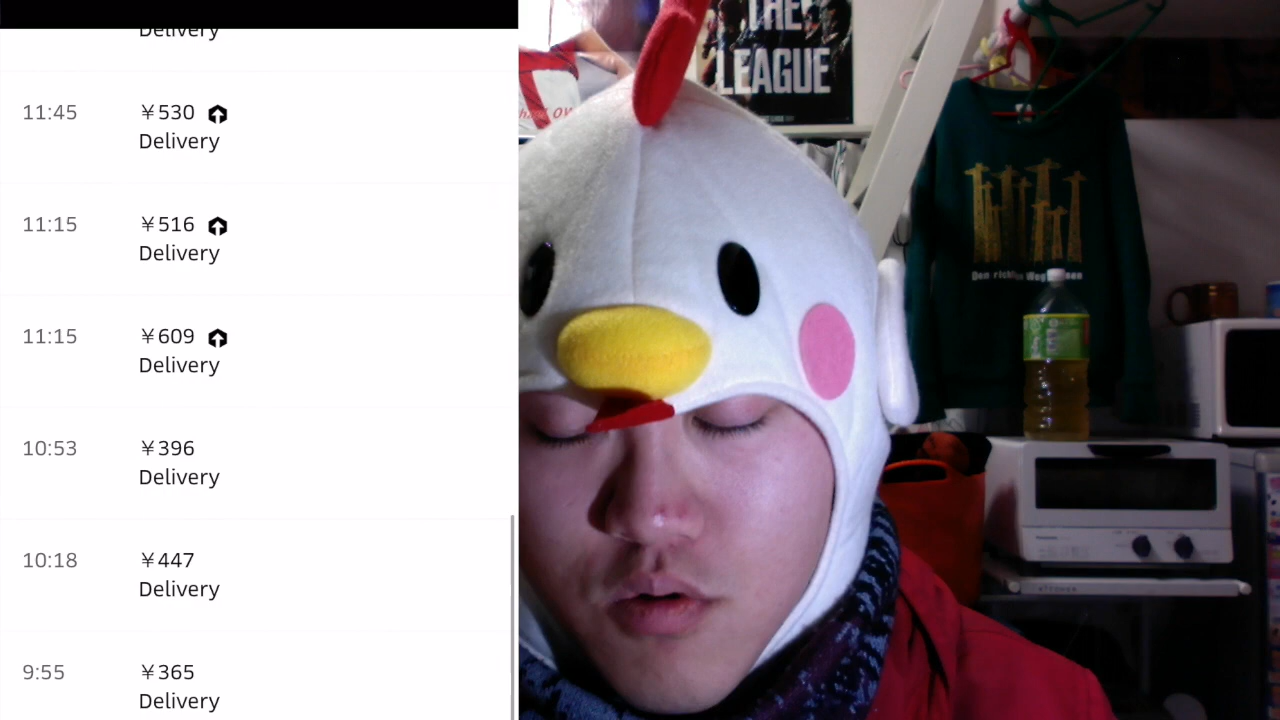 Delivery
11:45 ￥530
Delivery
11:15 ￥516
Delivery
11:15 ￥609
Delivery
10:53 ￥396
Delivery
10:18 ￥447
Delivery
9:55 ￥365
Delivery
THE
LEAGUE
Den